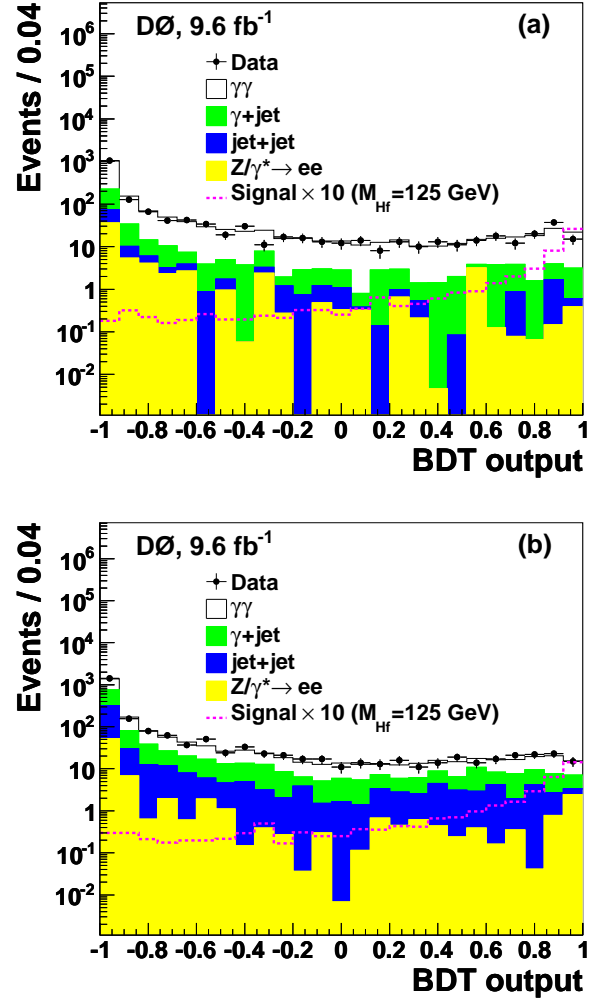 DØ, 9.6 fb⁻¹
(a)
Data
γγ
γ+jet
jet+jet
Z/γ*→ ee
Signal × 10 (M_Hf=125 GeV)
Events / 0.04
10⁶
10⁵
10⁴
10³
10²
10
1
10⁻¹
10⁻²
-1 -0.8 -0.6 -0.4 -0.2 0 0.2 0.4 0.6 0.8 1
BDT output
DØ, 9.6 fb⁻¹
(b)
Data
γγ
γ+jet
jet+jet
Z/γ*→ ee
Signal × 10 (M_Hf=125 GeV)
Events / 0.04
10⁶
10⁵
10⁴
10³
10²
10
1
10⁻¹
10⁻²
-1 -0.8 -0.6 -0.4 -0.2 0 0.2 0.4 0.6 0.8 1
BDT output